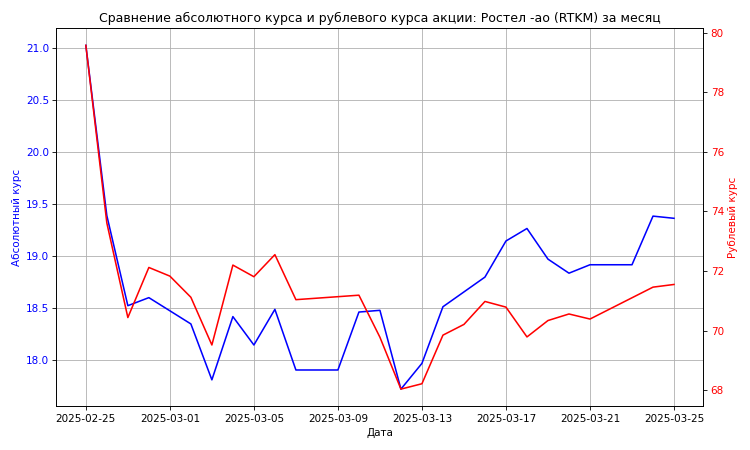 Сравнение абсолютного курса и рублевого курса акции: Ростел -ао (RTKM) за месяц
Абсолютный курс
21.0
20.5
20.0
19.5
19.0
18.5
18.0
80
78
76
74
72
70
68
Рублевый курс
2025-02-25 2025-03-01 2025-03-05 2025-03-09 2025-03-13 2025-03-17 2025-03-21 2025-03-25
Дата